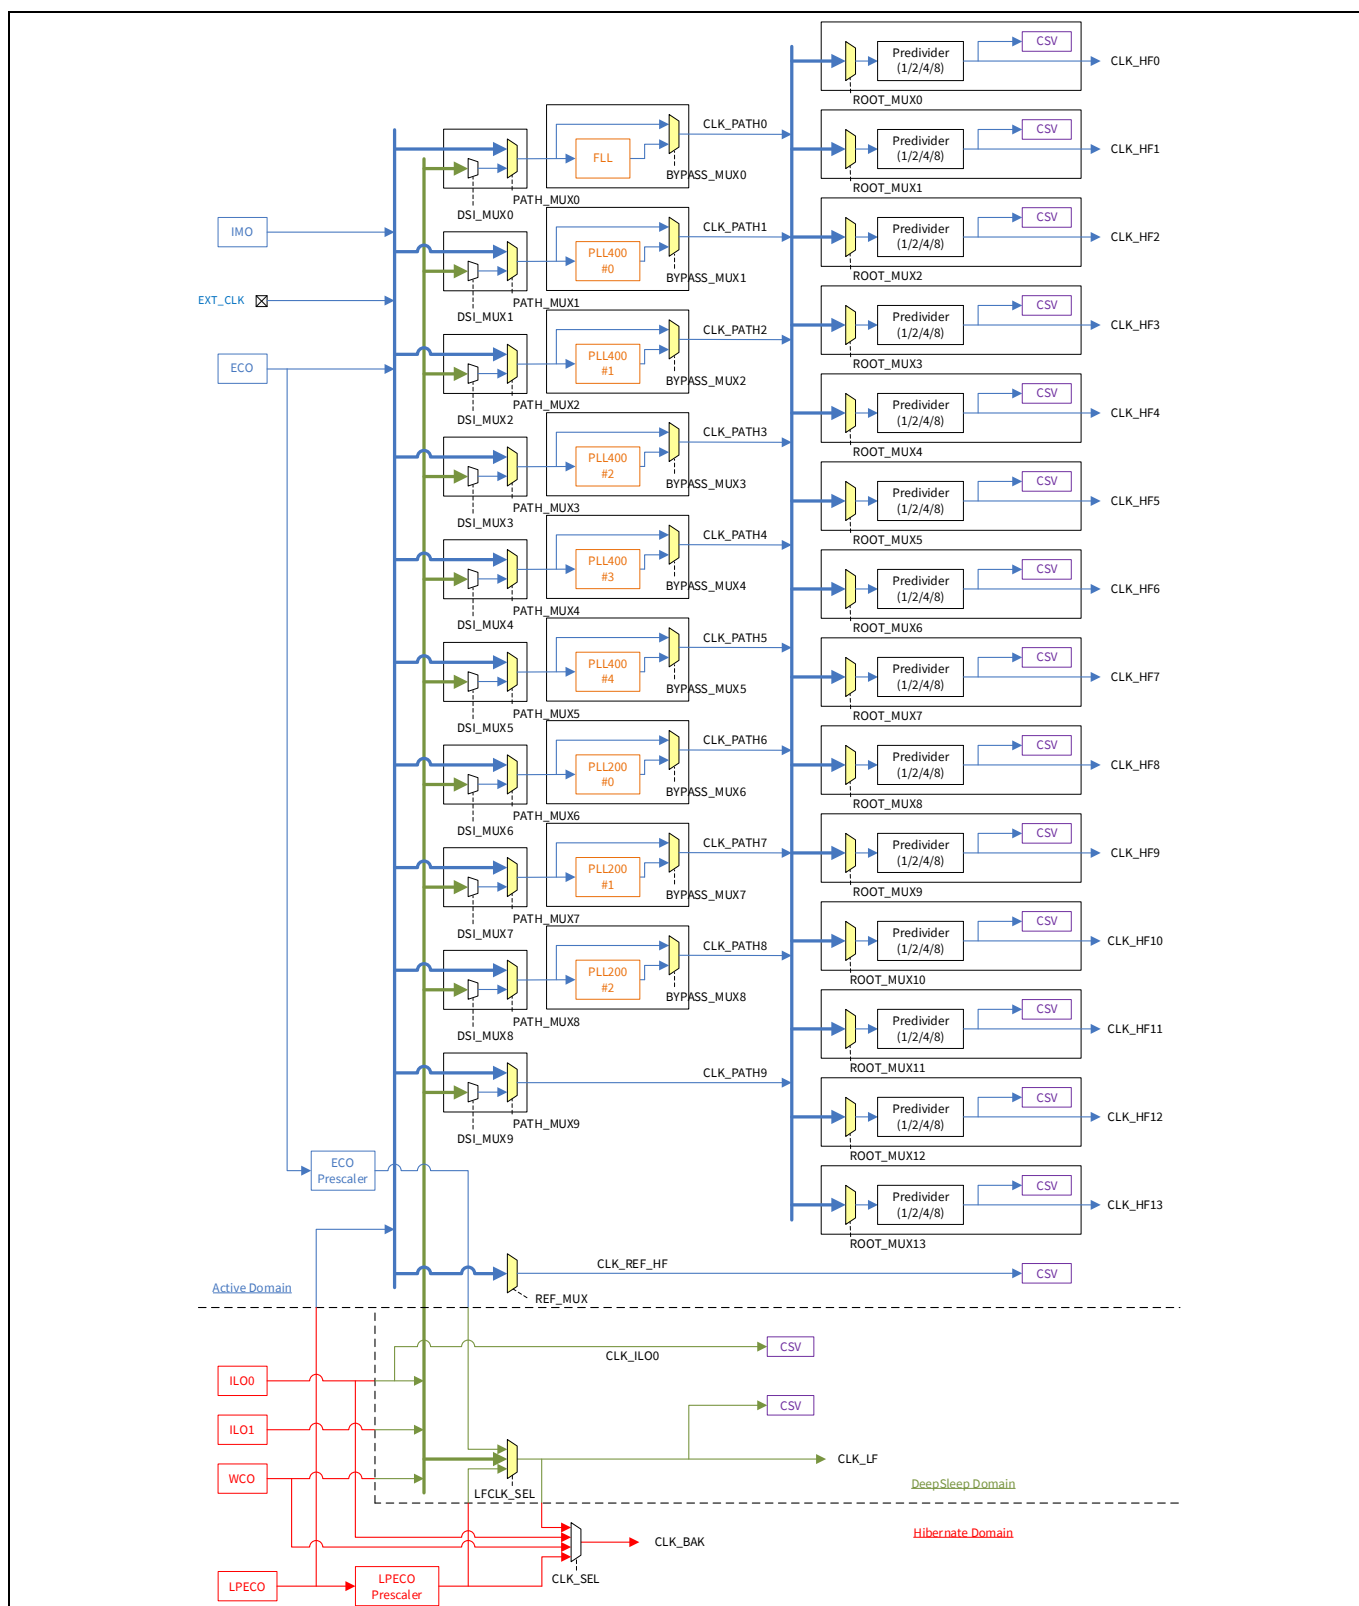 CSV
Predivider
(1/2/4/8)
CLK_HF0
ROOT_MUX0
CLK_PATH0
FLL
BYPASS_MUX0
PATH_MUX0
DSI_MUX0
CSV
Predivider
(1/2/4/8)
CLK_HF1
ROOT_MUX1
IMO
CLK_PATH1
PLL400
#0
BYPASS_MUX1
PATH_MUX1
DSI_MUX1
CSV
Predivider
(1/2/4/8)
CLK_HF2
ROOT_MUX2
EXT_CLK
CLK_PATH2
PLL400
#1
BYPASS_MUX2
PATH_MUX2
DSI_MUX2
CSV
Predivider
(1/2/4/8)
CLK_HF3
ROOT_MUX3
ECO
CLK_PATH3
PLL400
#2
BYPASS_MUX3
PATH_MUX3
DSI_MUX3
CSV
Predivider
(1/2/4/8)
CLK_HF4
ROOT_MUX4
CLK_PATH4
PLL400
#3
BYPASS_MUX4
PATH_MUX4
DSI_MUX4
CSV
Predivider
(1/2/4/8)
CLK_HF5
ROOT_MUX5
CLK_PATH5
PLL400
#4
BYPASS_MUX5
PATH_MUX5
DSI_MUX5
CSV
Predivider
(1/2/4/8)
CLK_HF6
ROOT_MUX6
CLK_PATH6
PLL200
#0
BYPASS_MUX6
PATH_MUX6
DSI_MUX6
CSV
Predivider
(1/2/4/8)
CLK_HF7
ROOT_MUX7
CLK_PATH7
PLL200
#1
BYPASS_MUX7
PATH_MUX7
DSI_MUX7
CSV
Predivider
(1/2/4/8)
CLK_HF8
ROOT_MUX8
CLK_PATH8
PLL200
#2
BYPASS_MUX8
PATH_MUX8
DSI_MUX8
CSV
Predivider
(1/2/4/8)
CLK_HF9
ROOT_MUX9
CLK_PATH9
PATH_MUX9
DSI_MUX9
CSV
Predivider
(1/2/4/8)
CLK_HF10
ROOT_MUX10
CSV
Predivider
(1/2/4/8)
CLK_HF11
ROOT_MUX11
CSV
Predivider
(1/2/4/8)
CLK_HF12
ROOT_MUX12
ECO
Prescaler
CSV
Predivider
(1/2/4/8)
CLK_HF13
ROOT_MUX13
CLK_REF_HF
CSV
REF_MUX
Active Domain
CLK_ILO0
CSV
ILO0
CSV
ILO1
CLK_LF
WCO
LFCLK_SEL
DeepSleep Domain
Hibernate Domain
CLK_BAK
CLK_SEL
LPECO
LPECO
Prescaler